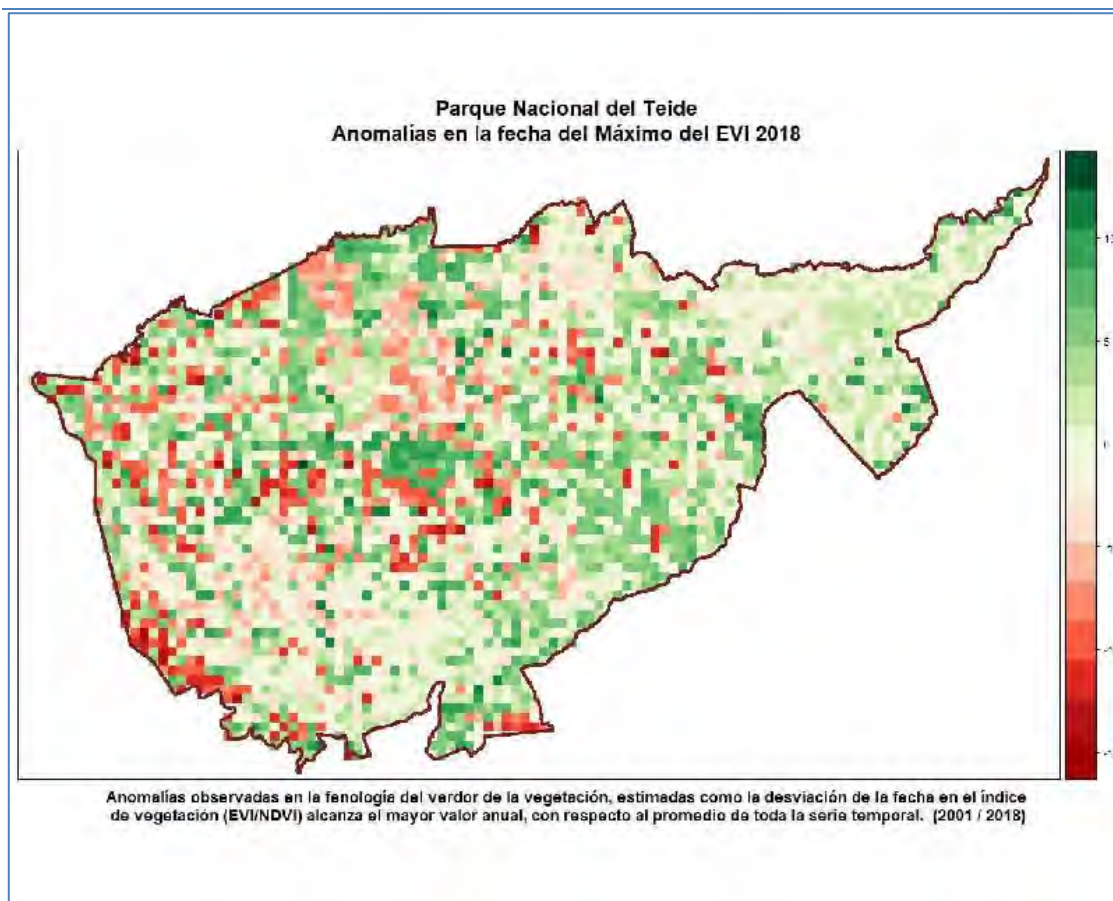 Parque Nacional del Teide
Anomalías en la fecha del Máximo del EVI 2018
Anomalías observadas en la fenología del verdor de la vegetación, estimadas como la desviación de la fecha en el índice
de vegetación (EVI/NDVI) alcanza el mayor valor anual, con respecto al promedio de toda la serie temporal. (2001 / 2018)